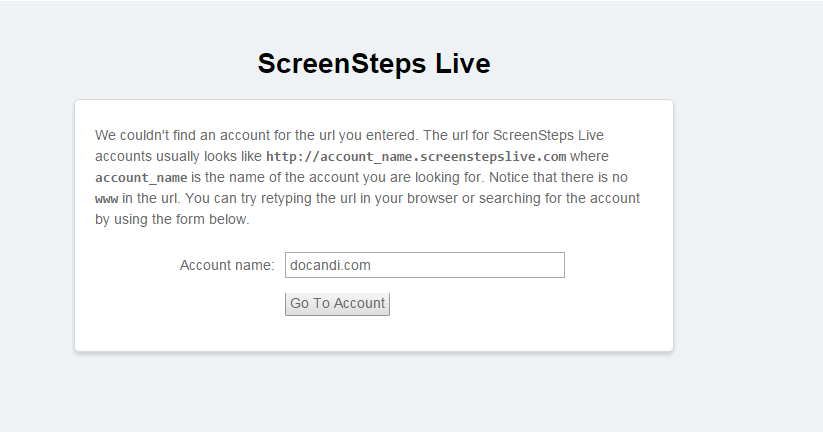 ScreenSteps Live
We couldn't find an account for the url you entered. The url for ScreenSteps Live
accounts usually looks like http://account_name.screenstepslive.com where
account_name is the name of the account you are looking for. Notice that there is no
www in the url. You can try retyping the url in your browser or searching for the account
by using the form below.
Account name: docandi.com
Go To Account